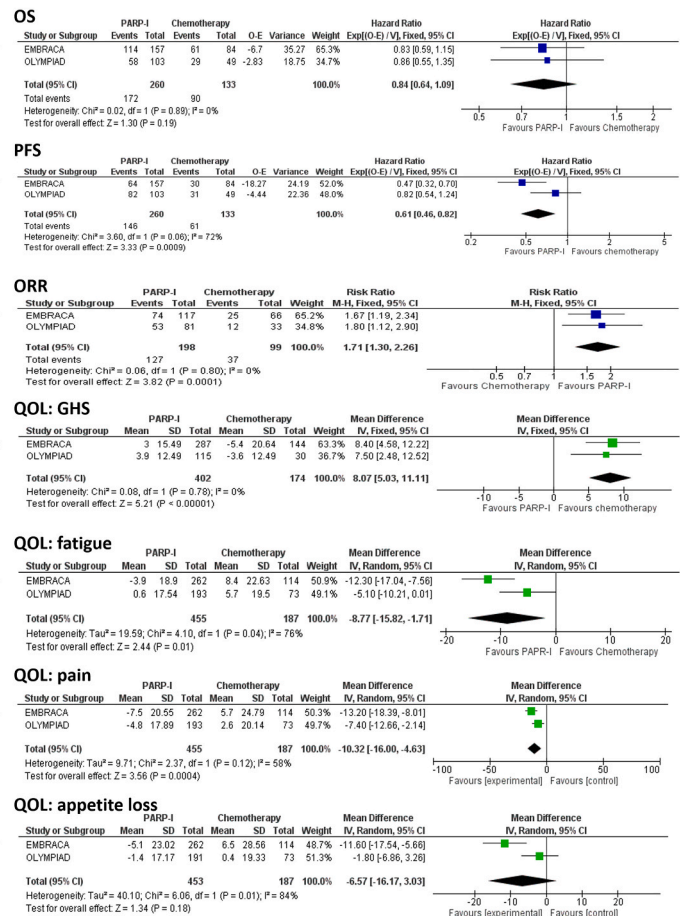 OS
PARP-I Chemotherapy Hazard Ratio Hazard Ratio
Study or Subgroup Events Total Events Total O-E Variance Weight Exp[(O-E) / V], Fixed, 95% CI Exp[(O-E) / V], Fixed, 95% CI
EMBRACA 114 157 61 84 -6.7 35.27 65.3% 0.83 [0.59, 1.15]
OLYMPIAD 58 103 29 49 -2.83 18.75 34.7% 0.86 [0.55, 1.35]
Total (95% CI) 260 133 100.0% 0.84 [0.64, 1.09]
Total events 172 90
Heterogeneity: Chi² = 0.02, df = 1 (P = 0.89); I² = 0%
Test for overall effect: Z = 1.30 (P = 0.19)
0.5 0.7 1 1.5 2
Favours PARP-I Favours Chemotherapy
PFS
PARP-I Chemotherapy Hazard Ratio Hazard Ratio
Study or Subgroup Events Total Events Total O-E Variance Weight Exp[(O-E) / V], Fixed, 95% CI Exp[(O-E) / V], Fixed, 95% CI
EMBRACA 64 157 30 84 -18.27 24.19 52.0% 0.47 [0.32, 0.70]
OLYMPIAD 82 103 31 49 -4.44 22.36 48.0% 0.82 [0.54, 1.24]
Total (95% CI) 260 133 100.0% 0.61 [0.46, 0.82]
Total events 146 61
Heterogeneity: Chi² = 3.60, df = 1 (P = 0.06); I² = 72%
Test for overall effect: Z = 3.33 (P = 0.0009)
0.2 0.5 1 2 5
Favours PARP-I Favours chemotherapy
ORR
PARP-I Chemotherapy Risk Ratio Risk Ratio
Study or Subgroup Events Total Events Total Weight M-H, Fixed, 95% CI M-H, Fixed, 95% CI
EMBRACA 74 117 25 66 65.2% 1.67 [1.19, 2.34]
OLYMPIAD 53 81 12 33 34.8% 1.80 [1.12, 2.90]
Total (95% CI) 198 99 100.0% 1.71 [1.30, 2.26]
Total events 127 37
Heterogeneity: Chi² = 0.06, df = 1 (P = 0.80); I² = 0%
Test for overall effect: Z = 3.82 (P = 0.0001)
0.5 0.7 1 1.5 2
Favours Chemotherapy Favours PARP-I
QOL: GHS
PARP-I Chemotherapy Mean Difference Mean Difference
Study or Subgroup Mean SD Total Mean SD Total Weight IV, Fixed, 95% CI IV, Fixed, 95% CI
EMBRACA 3 15.49 287 -5.4 20.64 144 63.3% 8.40 [4.58, 12.22]
OLYMPIAD 3.9 12.49 115 -3.6 12.49 30 36.7% 7.50 [2.48, 12.52]
Total (95% CI) 402 174 100.0% 8.07 [5.03, 11.11]
Heterogeneity: Chi² = 0.08, df = 1 (P = 0.78); I² = 0%
Test for overall effect: Z = 5.21 (P < 0.00001)
-10 -5 0 5 10
Favours PARP-I Favours chemotherapy
QOL: fatigue
PARP-I Chemotherapy Mean Difference Mean Difference
Study or Subgroup Mean SD Total Mean SD Total Weight IV, Random, 95% CI IV, Random, 95% CI
EMBRACA -3.9 18.9 262 8.4 22.63 114 50.9% -12.30 [-17.04, -7.56]
OLYMPIAD 0.6 17.54 193 5.7 19.5 73 49.1% -5.10 [-10.21, 0.01]
Total (95% CI) 455 187 100.0% -8.77 [-15.82, -1.71]
Heterogeneity: Tau² = 19.59; Chi² = 4.10, df = 1 (P = 0.04); I² = 76%
Test for overall effect: Z = 2.44 (P = 0.01)
-20 -10 0 10 20
Favours PAPR-I Favours Chemotherapy
QOL: pain
PARP-I Chemotherapy Mean Difference Mean Difference
Study or Subgroup Mean SD Total Mean SD Total Weight IV, Random, 95% CI IV, Random, 95% CI
EMBRACA -7.5 20.55 262 5.7 24.79 114 50.3% -13.20 [-18.39, -8.01]
OLYMPIAD -4.8 17.89 193 2.6 20.14 73 49.7% -7.40 [-12.66, -2.14]
Total (95% CI) 455 187 100.0% -10.32 [-16.00, -4.63]
Heterogeneity: Tau² = 9.71; Chi² = 2.37, df = 1 (P = 0.12); I² = 58%
Test for overall effect: Z = 3.56 (P = 0.0004)
-100 -50 0 50 100
Favours [experimental] Favours [control]
QOL: appetite loss
PARP-I Chemotherapy Mean Difference Mean Difference
Study or Subgroup Mean SD Total Mean SD Total Weight IV, Random, 95% CI IV, Random, 95% CI
EMBRACA -5.1 23.02 262 6.5 28.56 114 48.7% -11.60 [-17.54, -5.66]
OLYMPIAD -1.4 17.17 191 0.4 19.33 73 51.3% -1.80 [-6.86, 3.26]
Total (95% CI) 453 187 100.0% -6.57 [-16.17, 3.03]
Heterogeneity: Tau² = 40.10; Chi² = 6.06, df = 1 (P = 0.01); I² = 84%
Test for overall effect: Z = 1.34 (P = 0.18)
-20 -10 0 10 20
Favours [experimental] Favours [control]